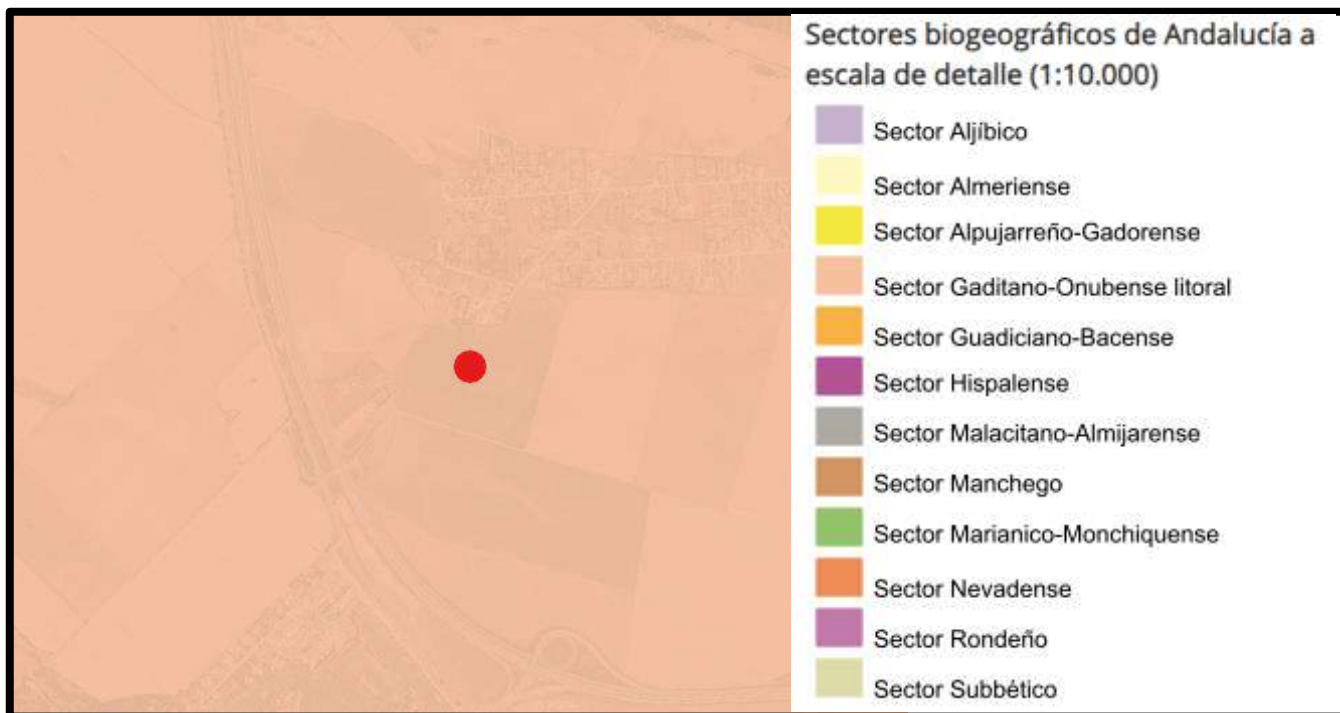 Sectores biogeográficos de Andalucía a
escala de detalle (1:10.000)
Sector Aljíbico
Sector Almeriense
Sector Alpujarreño-Gadorense
Sector Gaditano-Onubense litoral
Sector Guadiciano-Bacense
Sector Hispalense
Sector Malacitano-Almijarense
Sector Manchego
Sector Marianico-Monchiquense
Sector Nevadense
Sector Rondeño
Sector Subbético